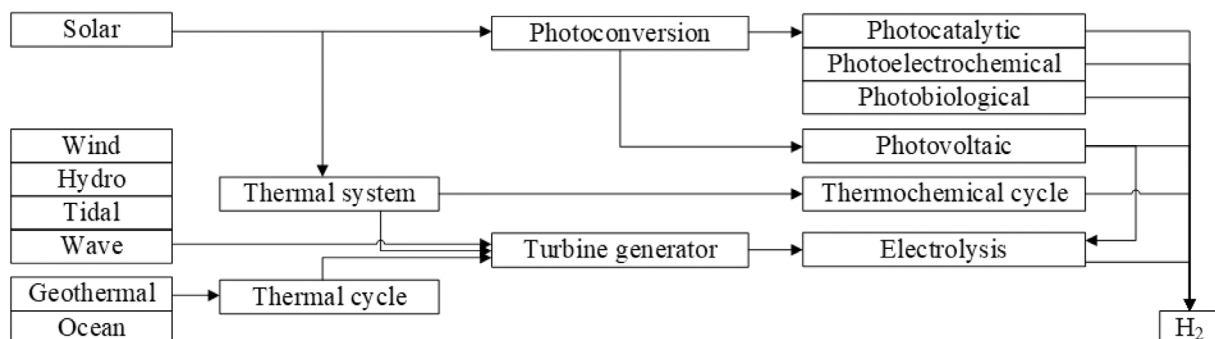 Solar
Photoconversion
Photocatalytic
Photoelectrochemical
Photobiological
Wind
Hydro
Tidal
Wave
Photovoltaic
Thermal system
Thermochemical cycle
Turbine generator
Electrolysis
Geothermal
Ocean
Thermal cycle
H₂